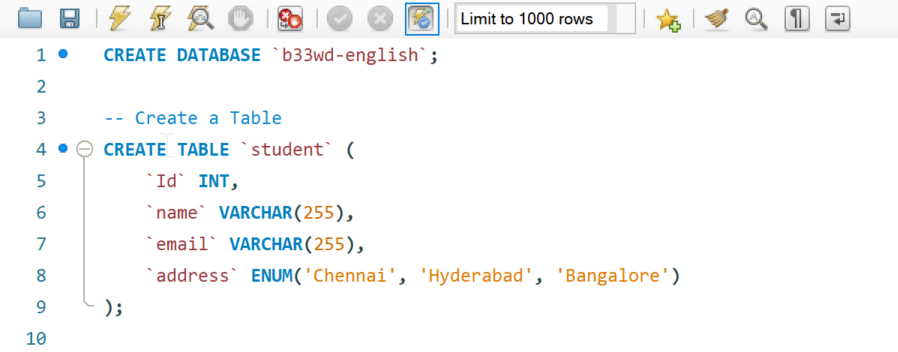 Limit to 1000 rows
1 CREATE DATABASE `b33wd-english`;
2
3 -- Create a Table
4 CREATE TABLE `student` (
5 `Id` INT,
6 `name` VARCHAR(255),
7 `email` VARCHAR(255),
8 `address` ENUM('Chennai', 'Hyderabad', 'Bangalore')
9 );
10